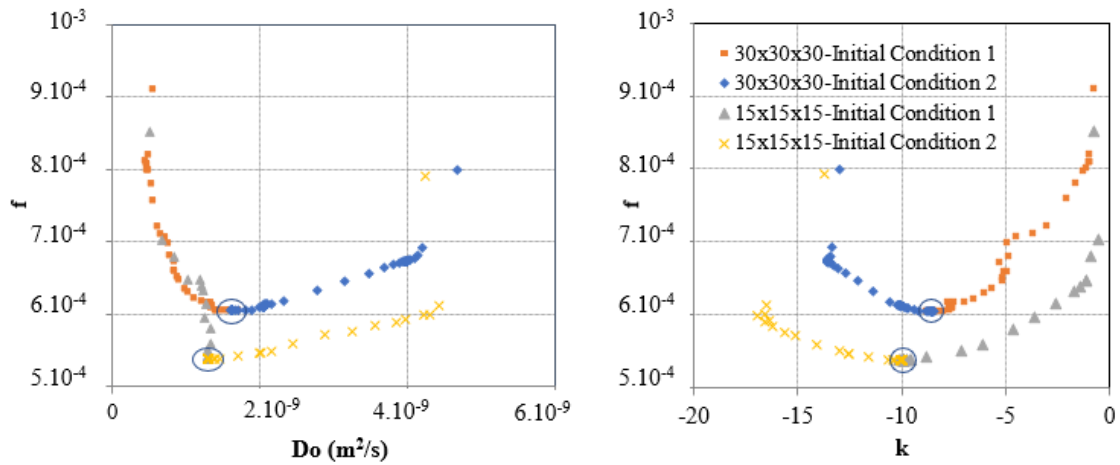 10⁻³
9.10⁻⁴
8.10⁻⁴
7.10⁻⁴
6.10⁻⁴
5.10⁻⁴
f
0
2.10⁻⁹
4.10⁻⁹
6.10⁻⁹
Do (m²/s)
10⁻³
9.10⁻⁴
8.10⁻⁴
7.10⁻⁴
6.10⁻⁴
5.10⁻⁴
f
30x30x30-Initial Condition 1
30x30x30-Initial Condition 2
15x15x15-Initial Condition 1
15x15x15-Initial Condition 2
-20
-15
-10
-5
0
k